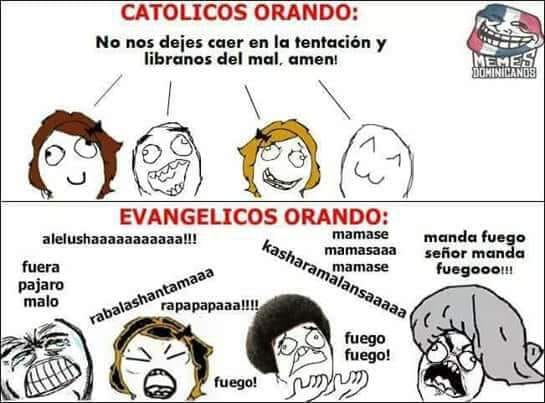 CATOLICOS ORANDO:
No nos dejes caer en la tentación y
libranos del mal, amen!
MEMES
DOMINICANOS
EVANGELICOS ORANDO:
alelushaaaaaaaaaaa!!!
fuera
pajaro
malo
rabalashantamaaa
rapapapaaa!!!!
fuego!
kasharamalansaaaaa
mamase
mamasaaa
mamase
fuego
fuego!
manda fuego
señor manda
fuegooo!!!